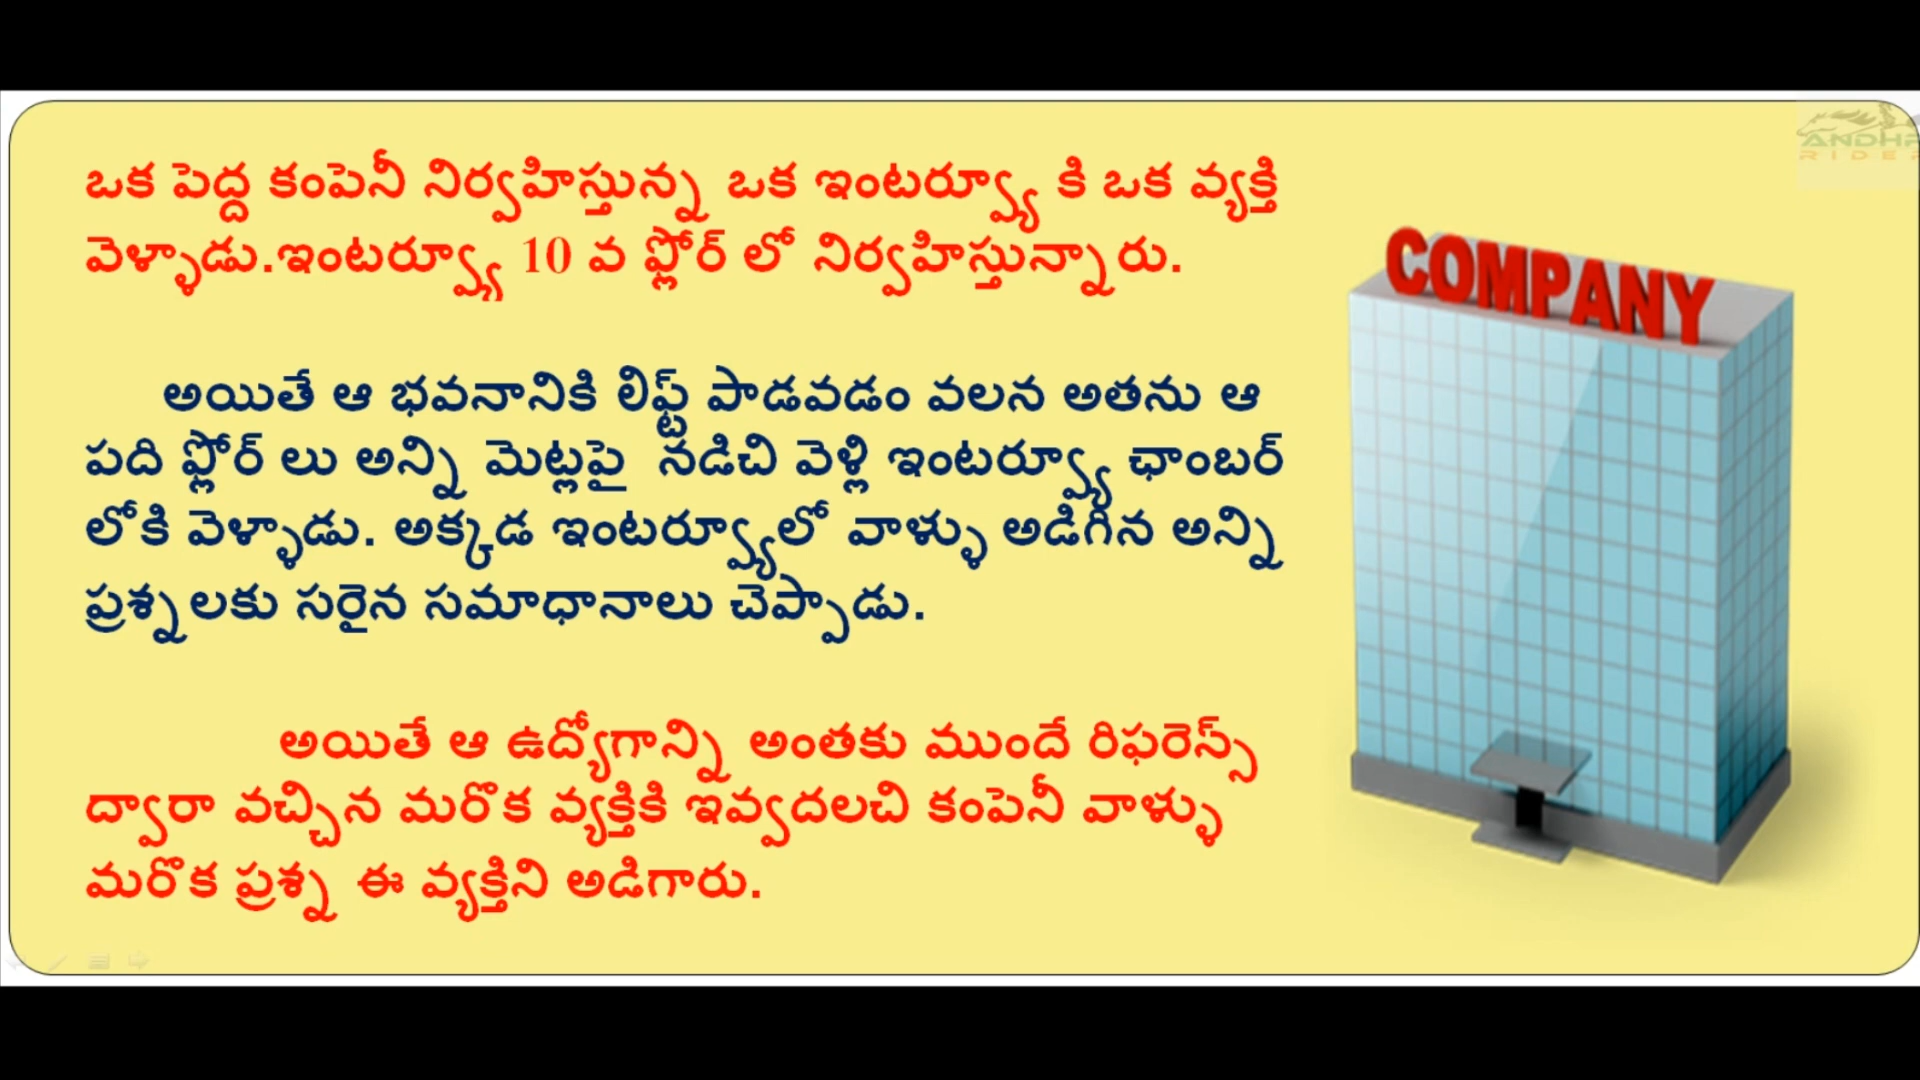 ఒక పెద్ద కంపెనీ నిర్వహిస్తున్న ఒక ఇంటర్వ్యూ కి ఒక వ్యక్తి
వెళ్ళాడు.ఇంటర్వ్యూ 10 వ ఫ్లోర్ లో నిర్వహిస్తున్నారు.
అయితే ఆ భవనానికి లిఫ్ట్ పాడవడం వలన అతను ఆ
పది ఫ్లోర్ లు అన్ని మెట్లపై నడిచి వెళ్లి ఇంటర్వ్యూ ఛాంబర్
లోకి వెళ్ళాడు. అక్కడ ఇంటర్వ్యూలో వాళ్ళు అడిగిన అన్ని
ప్రశ్నలకు సరైన సమాధానాలు చెప్పాడు.
అయితే ఆ ఉద్యోగాన్ని అంతకు ముందే రిఫరెన్స్
ద్వారా వచ్చిన మరొక వ్యక్తికి ఇవ్వదలచి కంపెనీ వాళ్ళు
మరొక ప్రశ్న ఈ వ్యక్తిని అడిగారు.
COMPANY